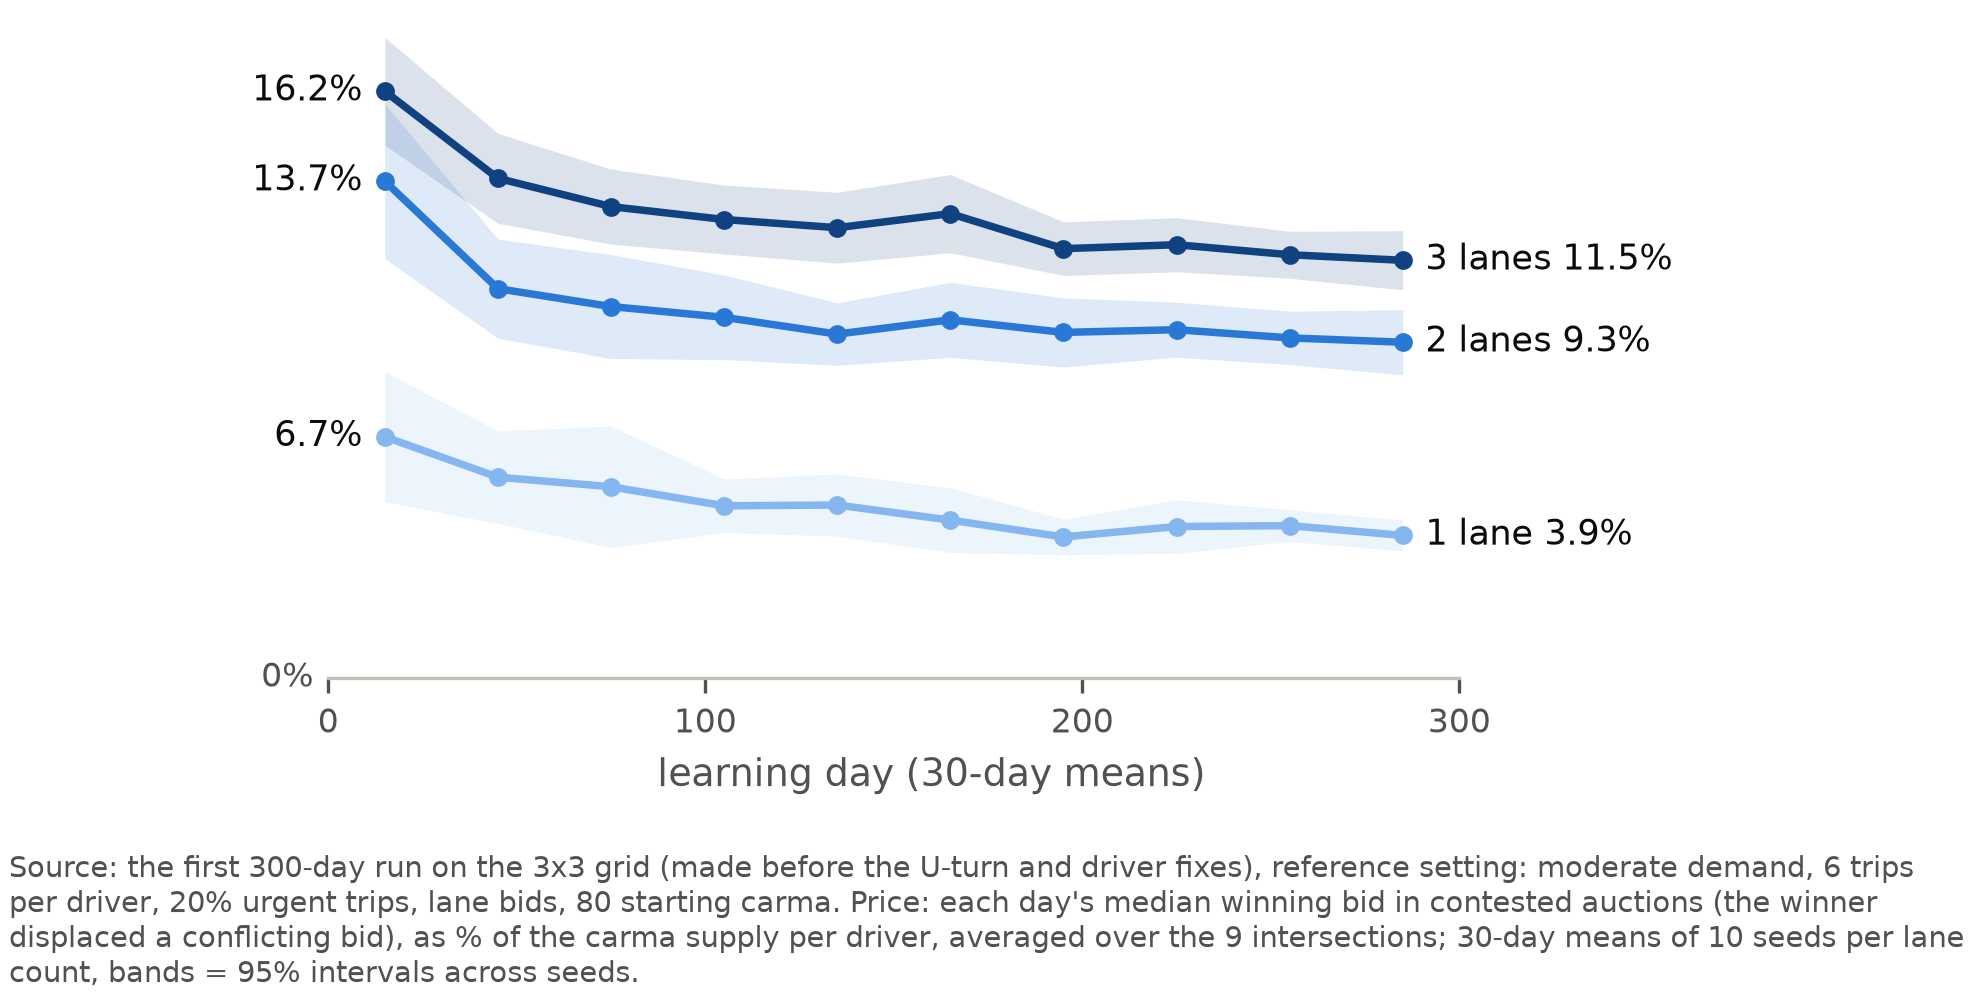 16.2%
13.7%
3 lanes 11.5%
2 lanes 9.3%
6.7%
1 lane 3.9%
0%
0 100 200 300
learning day (30-day means)
Source: the first 300-day run on the 3x3 grid (made before the U-turn and driver fixes), reference setting: moderate demand, 6 trips
per driver, 20% urgent trips, lane bids, 80 starting carma. Price: each day's median winning bid in contested auctions (the winner
displaced a conflicting bid), as % of the carma supply per driver, averaged over the 9 intersections; 30-day means of 10 seeds per lane
count, bands = 95% intervals across seeds.